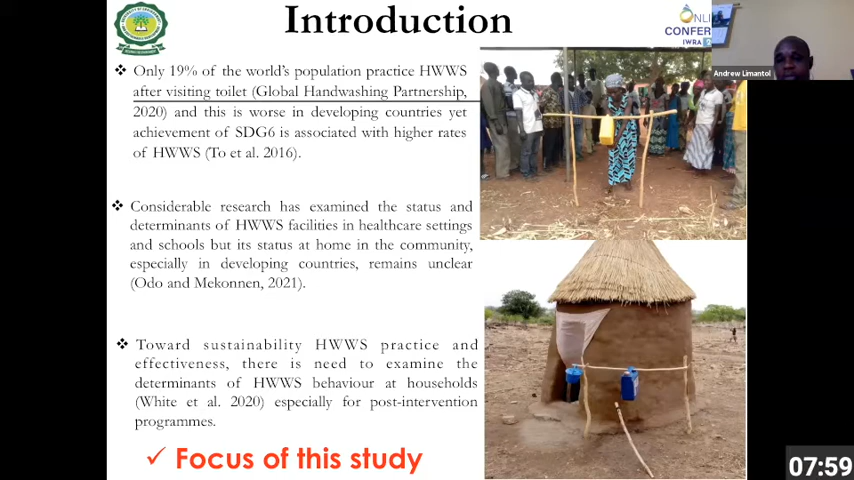 Introduction
ONLI
CONFER
IWRA
Andrew Limantol
❖ Only 19% of the world's population practice HWWS
after visiting toilet (Global Handwashing Partnership,
2020) and this is worse in developing countries yet
achievement of SDG6 is associated with higher rates
of HWWS (To et al. 2016).
❖ Considerable research has examined the status and
determinants of HWWS facilities in healthcare settings
and schools but its status at home in the community,
especially in developing countries, remains unclear
(Odo and Mekonnen, 2021).
❖ Toward sustainability HWWS practice and
effectiveness, there is need to examine the
determinants of HWWS behaviour at households
(White et al. 2020) especially for post-intervention
programmes.
✓ Focus of this study
07:59